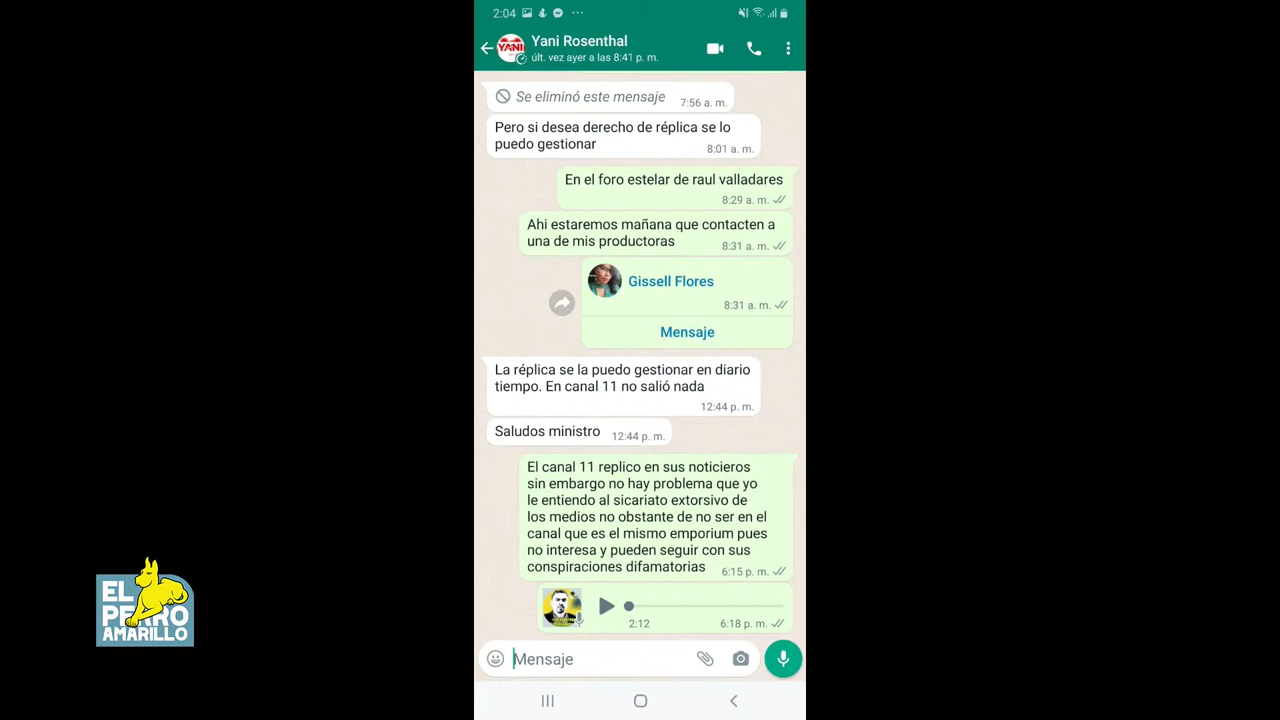 2:04
Yani Rosenthal
YANI
últ. vez ayer a las 8:41 p. m.
Se eliminó este mensaje
7:56 a. m.
Pero si desea derecho de réplica se lo
puedo gestionar
8:01 a. m.
En el foro estelar de raul valladares
8:29 a. m.
Ahi estaremos mañana que contacten a
una de mis productoras
8:31 a. m.
Gissell Flores
8:31 a. m.
Mensaje
La réplica se la puedo gestionar en diario
tiempo. En canal 11 no salió nada
12:44 p. m.
Saludos ministro
12:44 p. m.
El canal 11 replico en sus noticieros
sin embargo no hay problema que yo
le entiendo al sicariato extorsivo de
los medios no obstante de no ser en el
canal que es el mismo emporium pues
no interesa y pueden seguir con sus
conspiraciones difamatorias
6:15 p. m.
2:12
6:18 p. m.
Mensaje
EL
PERRO
AMARILLO